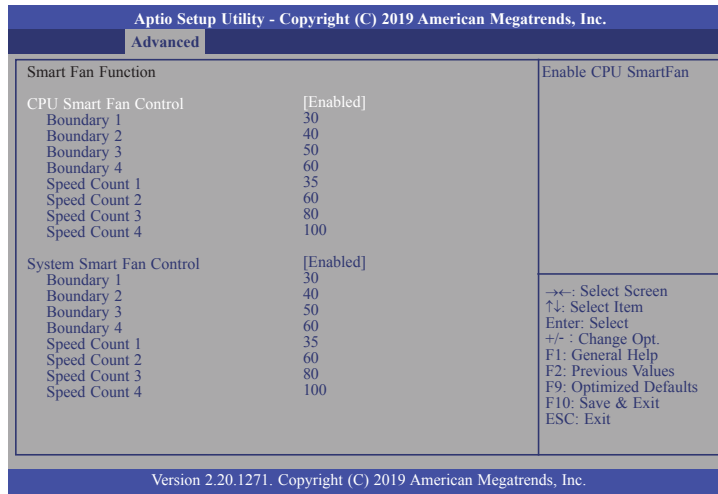 Aptio Setup Utility - Copyright (C) 2019 American Megatrends, Inc.
Advanced
Smart Fan Function
CPU Smart Fan Control [Enabled]
Boundary 1 30
Boundary 2 40
Boundary 3 50
Boundary 4 60
Speed Count 1 35
Speed Count 2 60
Speed Count 3 80
Speed Count 4 100
System Smart Fan Control [Enabled]
Boundary 1 30
Boundary 2 40
Boundary 3 50
Boundary 4 60
Speed Count 1 35
Speed Count 2 60
Speed Count 3 80
Speed Count 4 100
Enable CPU SmartFan
→←: Select Screen
↑↓: Select Item
Enter: Select
+/- : Change Opt.
F1: General Help
F2: Previous Values
F9: Optimized Defaults
F10: Save & Exit
ESC: Exit
Version 2.20.1271. Copyright (C) 2019 American Megatrends, Inc.